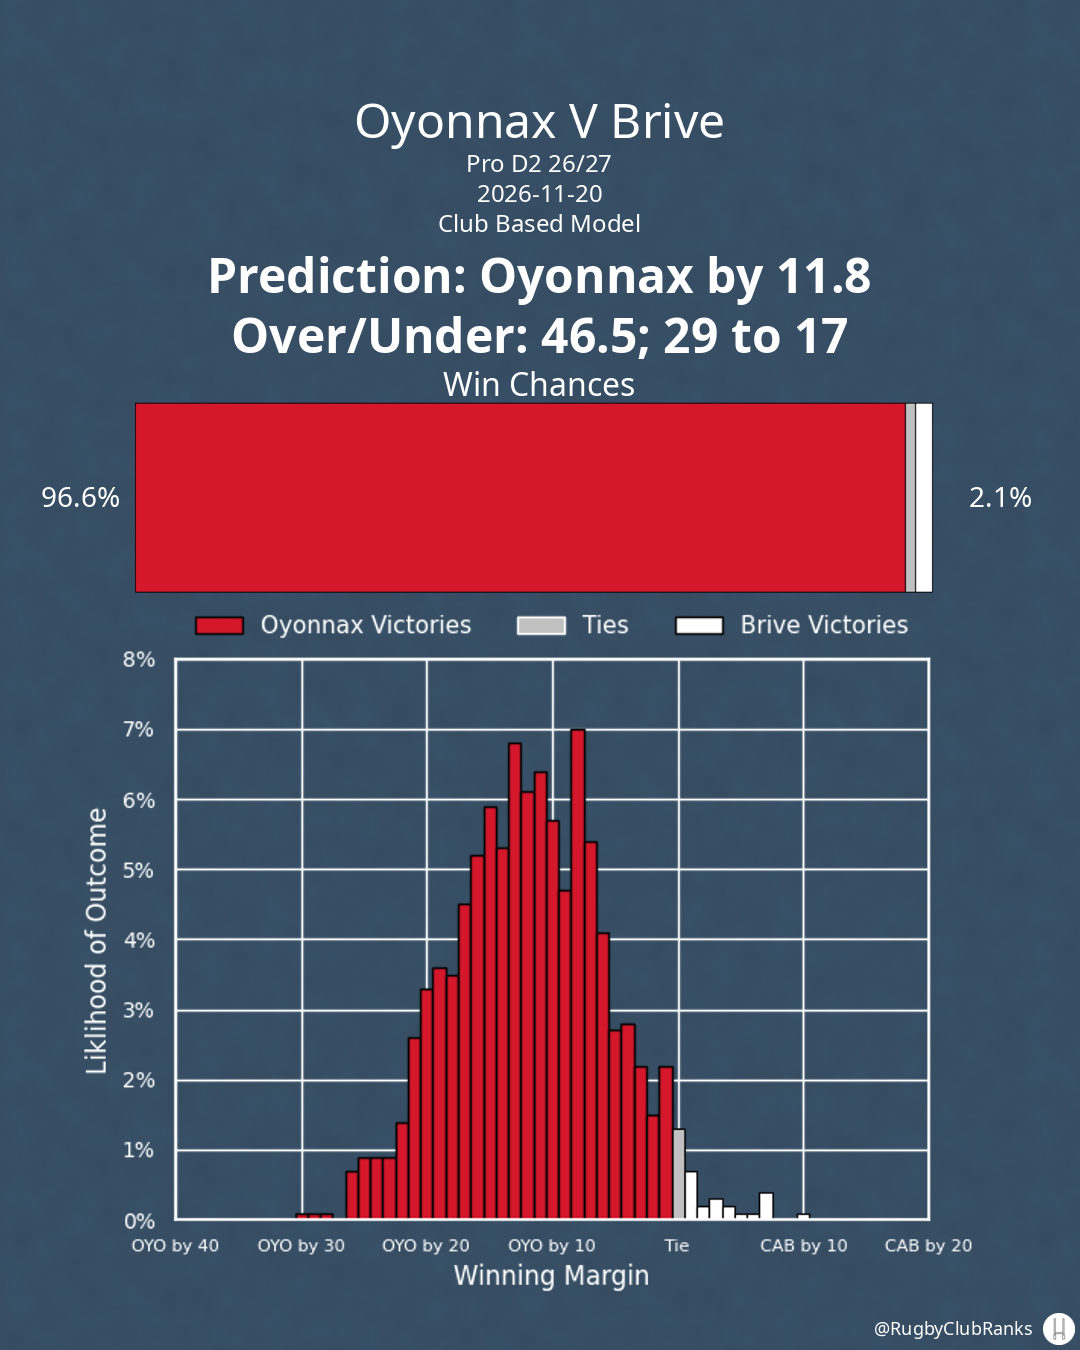 Oyonnax V Brive
Pro D2 26/27
2026-11-20
Club Based Model
Prediction: Oyonnax by 11.8
Over/Under: 46.5; 29 to 17
Win Chances
96.6%
2.1%
Oyonnax Victories
Ties
Brive Victories
8%
7%
6%
5%
4%
3%
2%
1%
0%
Liklihood of Outcome
OYO by 40
OYO by 30
OYO by 20
OYO by 10
Tie
CAB by 10
CAB by 20
Winning Margin
@RugbyClubRanks